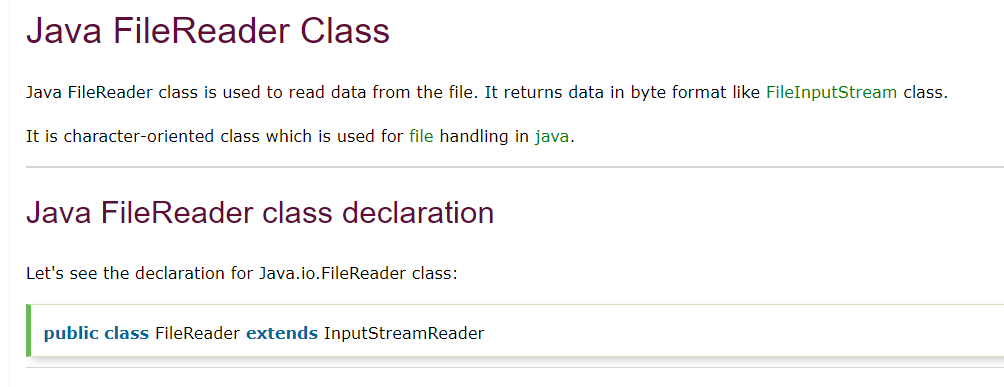 Java FileReader Class
Java FileReader class is used to read data from the file. It returns data in byte format like FileInputStream class.
It is character-oriented class which is used for file handling in java.
Java FileReader class declaration
Let's see the declaration for Java.io.FileReader class:
public class FileReader extends InputStreamReader